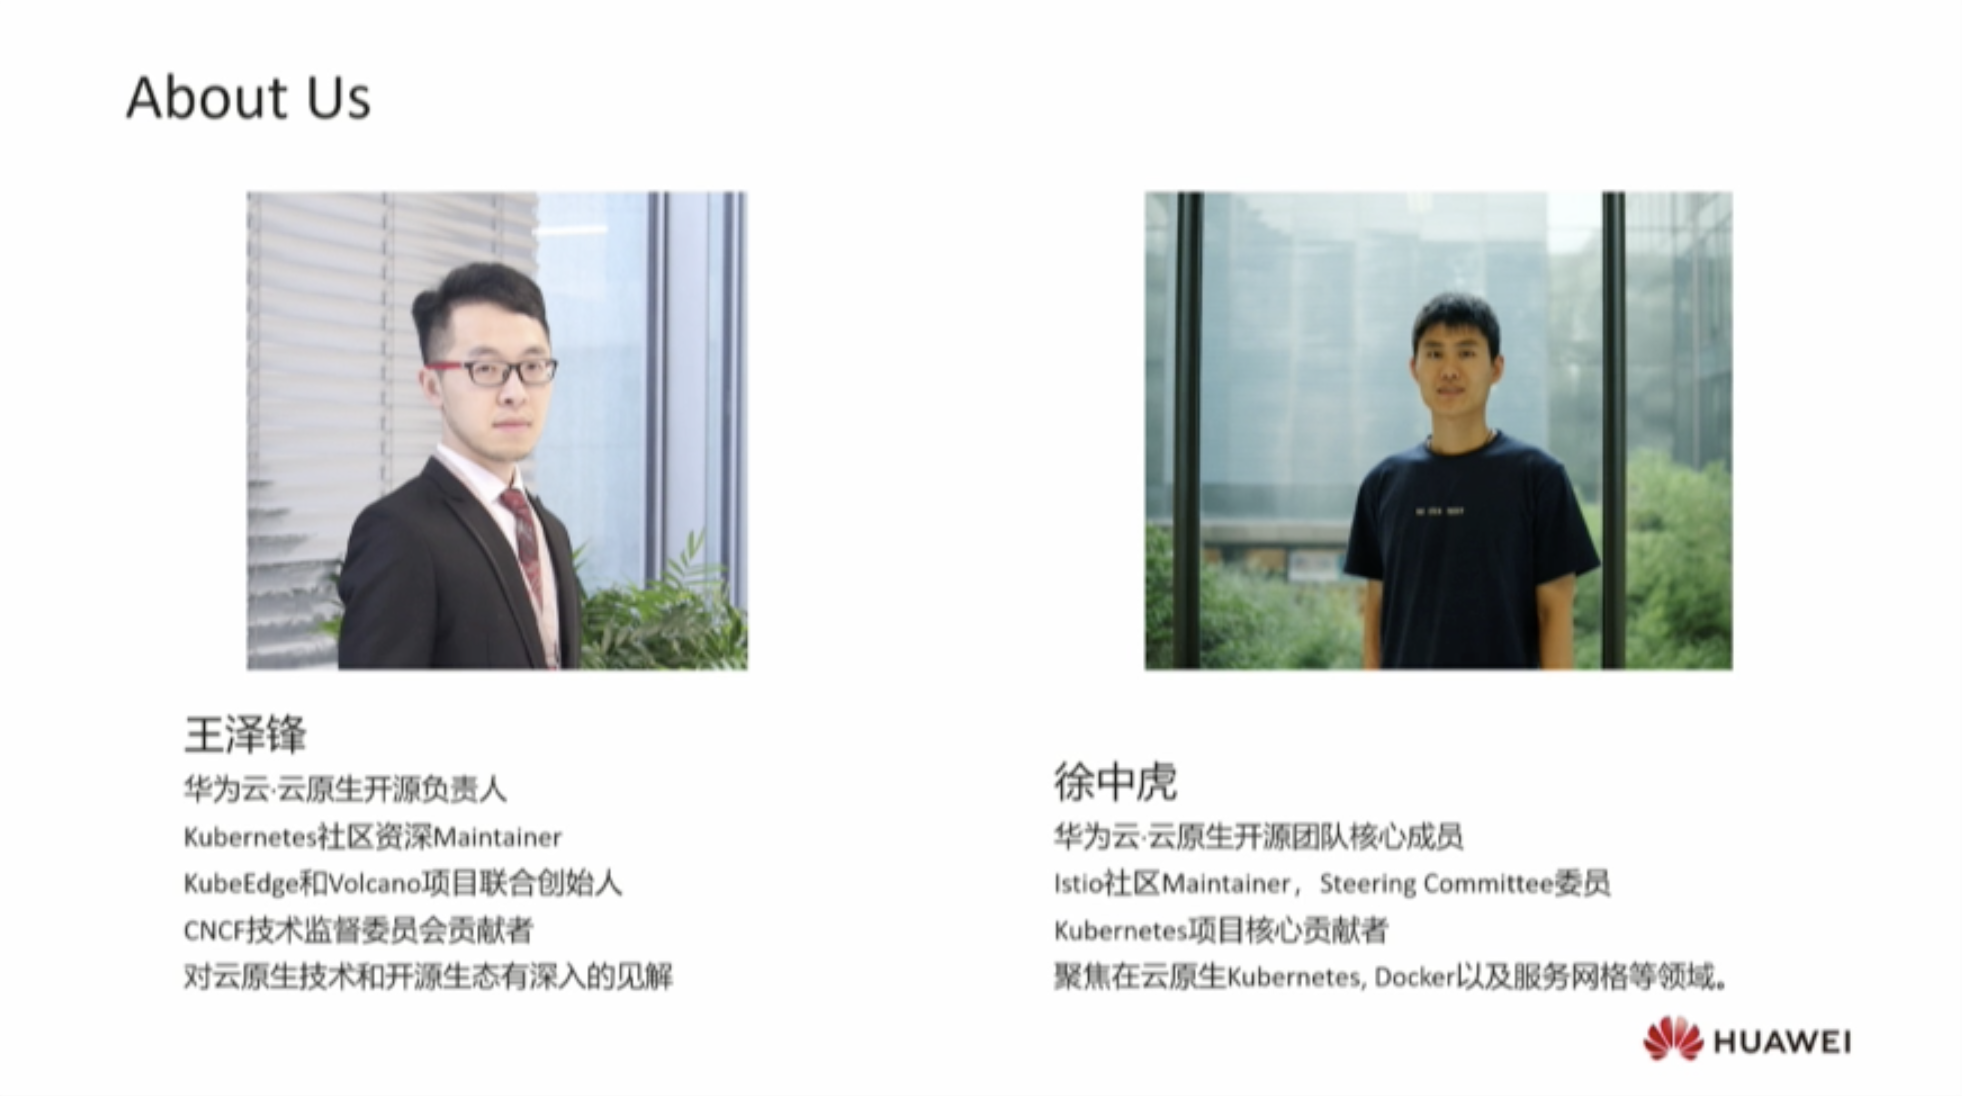 About Us
王泽锋
华为云·云原生开源负责人
Kubernetes社区资深Maintainer
KubeEdge和Volcano项目联合创始人
CNCF技术监督委员会贡献者
对云原生技术和开源生态有深入的见解
徐中虎
华为云·云原生开源团队核心成员
Istio社区Maintainer，Steering Committee委员
Kubernetes项目核心贡献者
聚焦在云原生Kubernetes, Docker以及服务网格等领域。
HUAWEI